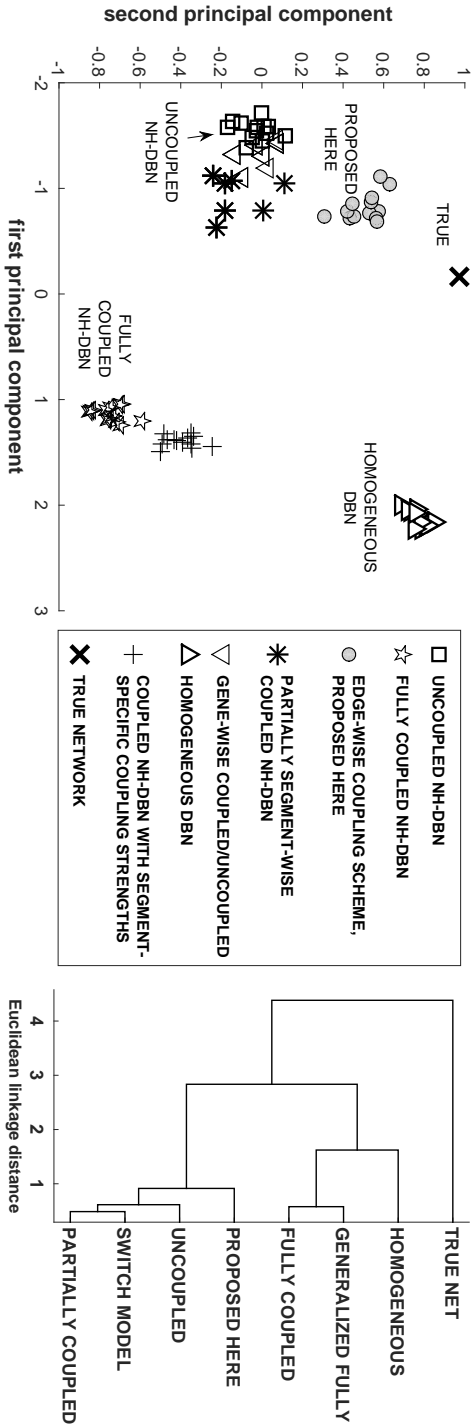 second principal component
1
0.8
0.6
0.4
0.2
0
-0.2
-0.4
-0.6
-0.8
-1
-2
-1
0
1
2
3
first principal component
TRUE
PROPOSED
HERE
UNCOUPLED
NH-DBN
FULLY
COUPLED
NH-DBN
HOMOGENEOUS
DBN
UNCOUPLED NH-DBN
FULLY COUPLED NH-DBN
EDGE-WISE COUPLING SCHEME,
PROPOSED HERE
PARTIALLY SEGMENT-WISE
COUPLED NH-DBN
GENE-WISE COUPLED/UNCOUPLED
HOMOGENEOUS DBN
COUPLED NH-DBN WITH SEGMENT-
SPECIFIC COUPLING STRENGTHS
TRUE NETWORK
Euclidean linkage distance
4
3
2
1
TRUE NET
HOMOGENEOUS
GENERALIZED FULLY
FULLY COUPLED
PROPOSED HERE
UNCOUPLED
SWITCH MODEL
PARTIALLY COUPLED